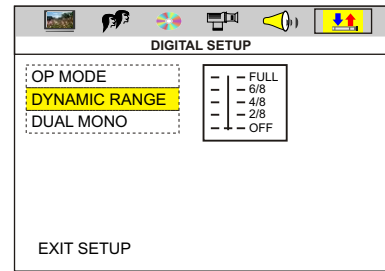 DIGITAL SETUP
OP MODE
DYNAMIC RANGE
DUAL MONO
FULL
6/8
4/8
2/8
OFF
EXIT SETUP